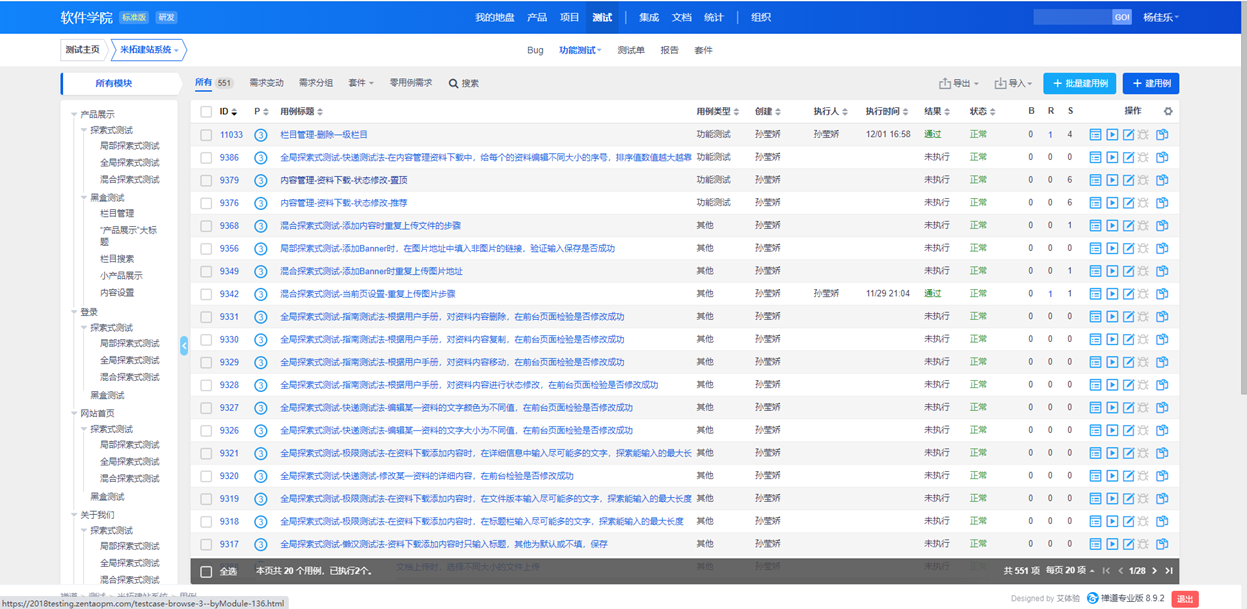 软件学院 标准版 研发 我的地盘 产品 项目 测试 集成 文档 统计 组织 GO! 杨佳乐
测试主页 米拓建站系统 Bug 功能测试 测试单 报告 套件
所有模块 所有 551 需求变动 需求分组 套件 零用例需求 搜索 导出 导入 + 批量建用例 + 建用例
产品展示
探索式测试
局部探索式测试
全局探索式测试
混合探索式测试
黑盒测试
栏目管理
"产品展示"大标
题
栏目搜索
小产品展示
内容设置
登录
探索式测试
局部探索式测试
全局探索式测试
混合探索式测试
黑盒测试
网站首页
探索式测试
局部探索式测试
全局探索式测试
混合探索式测试
黑盒测试
关于我们
探索式测试
局部探索式测试
全局探索式测试
混合探索式测试
ID P 用例标题 用例类型 创建 执行人 执行时间 结果 状态 B R S 操作
11033 3 栏目管理-删除一级栏目 功能测试 孙莹娇 孙莹娇 12/01 16:58 通过 正常 0 1 4
9386 3 全局探索式测试-快递测试法-在内容管理资料下载中，给每个的资料编辑不同大小的序号，排序值数值越大越靠 功能测试 孙莹娇 未执行 正常 0 0 0
9379 3 内容管理-资料下载-状态修改-置顶 功能测试 孙莹娇 未执行 正常 0 0 6
9376 3 内容管理-资料下载-状态修改-推荐 功能测试 孙莹娇 未执行 正常 0 0 6
9368 3 混合探索式测试-添加内容时重复上传文件的步骤 其他 孙莹娇 未执行 正常 0 0 1
9356 3 局部探索式测试-添加Banner时，在图片地址中填入非图片的链接，验证输入保存是否成功 其他 孙莹娇 未执行 正常 0 0 0
9349 3 混合探索式测试-添加Banner时重复上传图片地址 其他 孙莹娇 未执行 正常 0 0 1
9342 3 混合探索式测试-当前页设置-重复上传图片步骤 其他 孙莹娇 孙莹娇 11/29 21:04 通过 正常 0 1 1
9331 3 全局探索式测试-指南测试法-根据用户手册，对资料内容删除，在前台页面检验是否修改成功 其他 孙莹娇 未执行 正常 0 0 0
9330 3 全局探索式测试-指南测试法-根据用户手册，对资料内容复制，在前台页面检验是否修改成功 其他 孙莹娇 未执行 正常 0 0 0
9329 3 全局探索式测试-指南测试法-根据用户手册，对资料内容移动，在前台页面检验是否修改成功 其他 孙莹娇 未执行 正常 0 0 0
9328 3 全局探索式测试-指南测试法-根据用户手册，对资料内容进行状态修改，在前台页面检验是否修改成功 其他 孙莹娇 未执行 正常 0 0 0
9327 3 全局探索式测试-快递测试法-编辑某一资料的文字颜色为不同值，在前台页面检验是否修改成功 其他 孙莹娇 未执行 正常 0 0 0
9326 3 全局探索式测试-快递测试法-编辑某一资料的文字大小为不同值，在前台页面检验是否修改成功 其他 孙莹娇 未执行 正常 0 0 0
9321 3 全局探索式测试-极限测试法-在资料下载添加内容时，在详细信息中输入尽可能多的文字，探索能输入的最大长 其他 孙莹娇 未执行 正常 0 0 0
9320 3 全局探索式测试-快递测试-修改某一资料的详细内容，在前台检验是否修改成功 其他 孙莹娇 未执行 正常 0 0 0
9319 3 全局探索式测试-极限测试法-在资料下载添加内容时，在文件版本输入尽可能多的文字，探索能输入的最大长度 其他 孙莹娇 未执行 正常 0 0 0
9318 3 全局探索式测试-极限测试法-在资料下载添加内容时，在标题栏输入尽可能多的文字，探索能输入的最大长度 其他 孙莹娇 未执行 正常 0 0 0
9317 3 全局探索式测试-懒汉测试法-资料下载添加内容时只输入标题，其他为默认或不填，保存 其他 孙莹娇 未执行 正常 0 0 0
全选 本页共 20 个用例，已执行2个。 共 551 项 每页 20 项 1/28
https://2018testing.zentaopm.com/testcase-browse-3--byModule-136.html
Designed by 艾体验 禅道专业版 8.9.2 退出